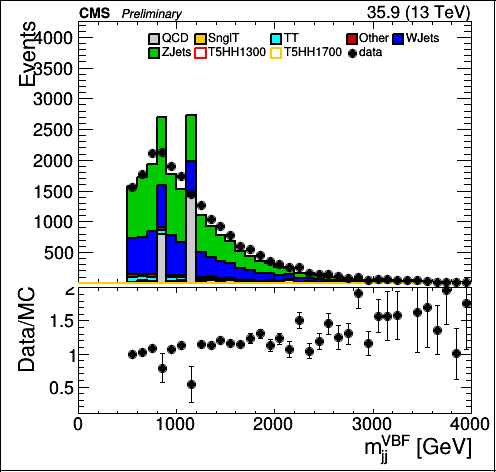 CMS Preliminary 35.9 (13 TeV)
Events
4000
3500
3000
2500
2000
1500
1000
500
QCD SnglT TT Other WJets
ZJets T5HH1300 T5HH1700 data
Data/MC
2
1.5
1
0.5
0 1000 2000 3000 4000
m_jj^VBF [GeV]